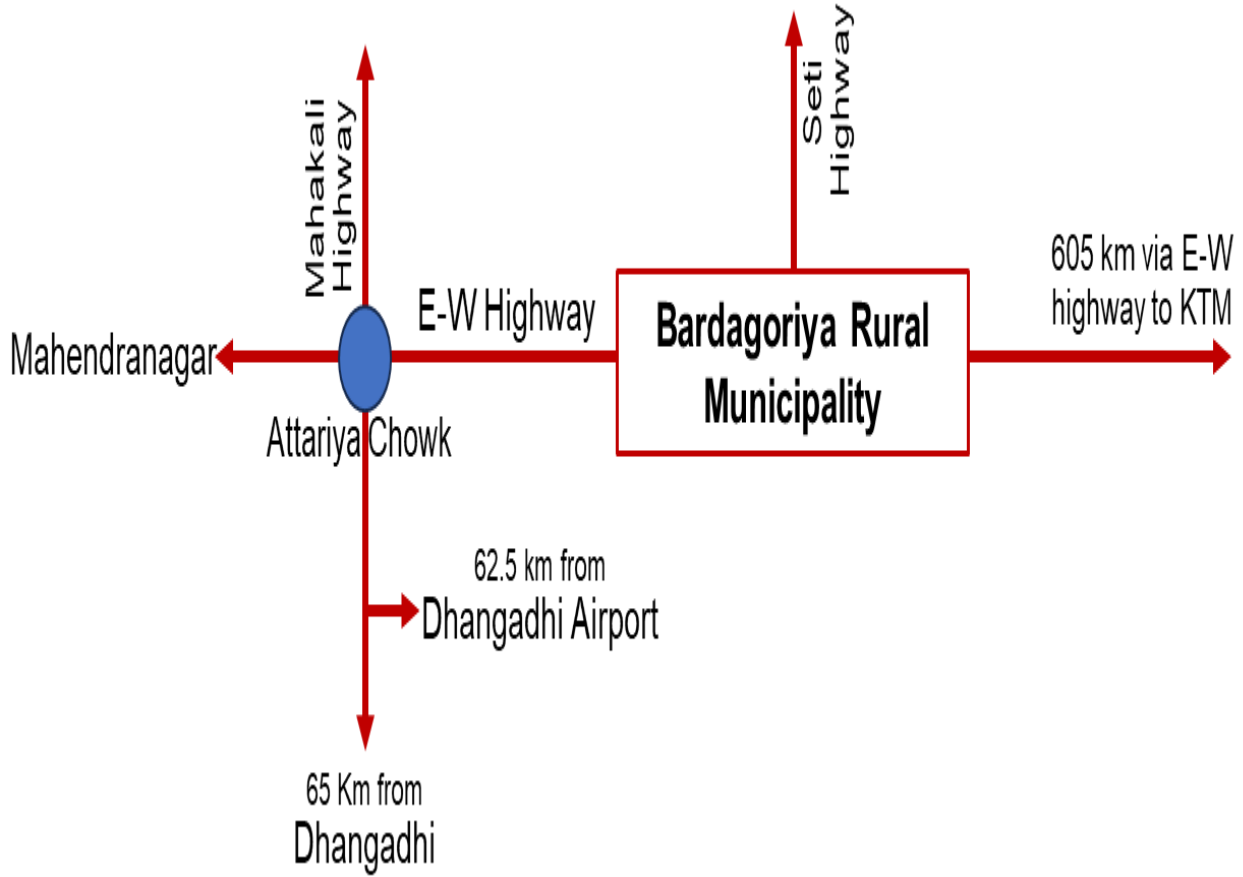 Mahakali
Highway
Seti
Highway
605 km via E-W
highway to KTM
E-W Highway
Bardagoriya Rural
Municipality
Mahendranagar
Attariya Chowk
62.5 km from
Dhangadhi Airport
65 Km from
Dhangadhi